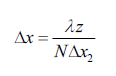 Δx = λz / NΔx₂